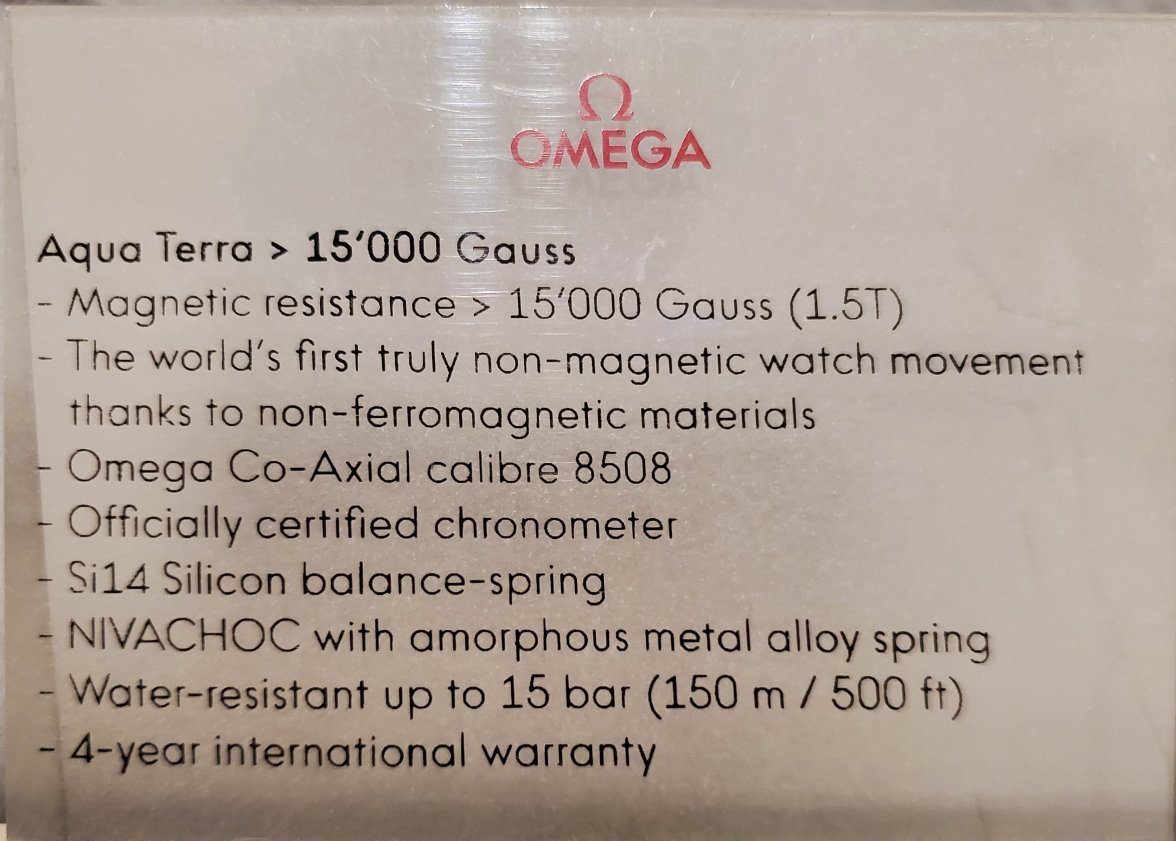 Ω
OMEGA
Aqua Terra > 15'000 Gauss
- Magnetic resistance > 15'000 Gauss (1.5T)
- The world's first truly non-magnetic watch movement
thanks to non-ferromagnetic materials
- Omega Co-Axial calibre 8508
- Officially certified chronometer
- Si14 Silicon balance-spring
- NIVACHOC with amorphous metal alloy spring
- Water-resistant up to 15 bar (150 m / 500 ft)
- 4-year international warranty